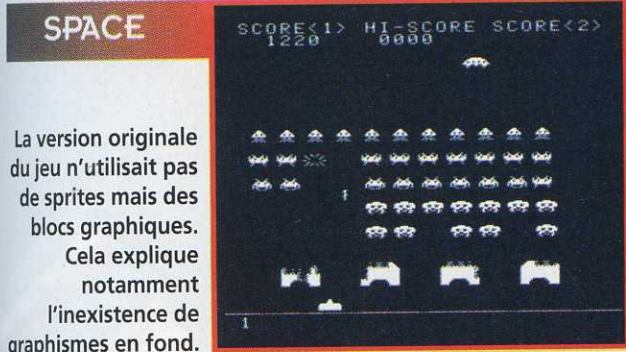 SPACE
La version originale
du jeu n'utilisait pas
de sprites mais des
blocs graphiques.
Cela explique
notamment
l'inexistence de
graphismes en fond.
SCORE<1> HI-SCORE SCORE<2>
1220 0000
1